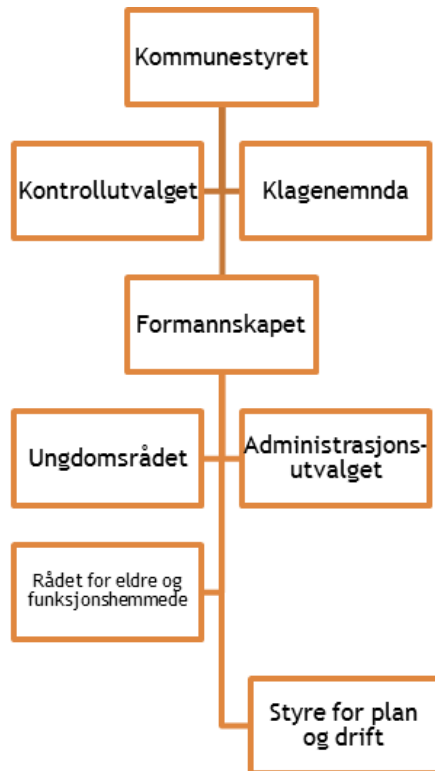 Kommunestyret
Kontrollutvalget
Klagenemnda
Formannskapet
Ungdomsrådet
Administrasjons-
utvalget
Rådet for eldre og
funksjonshemmede
Styre for plan
og drift